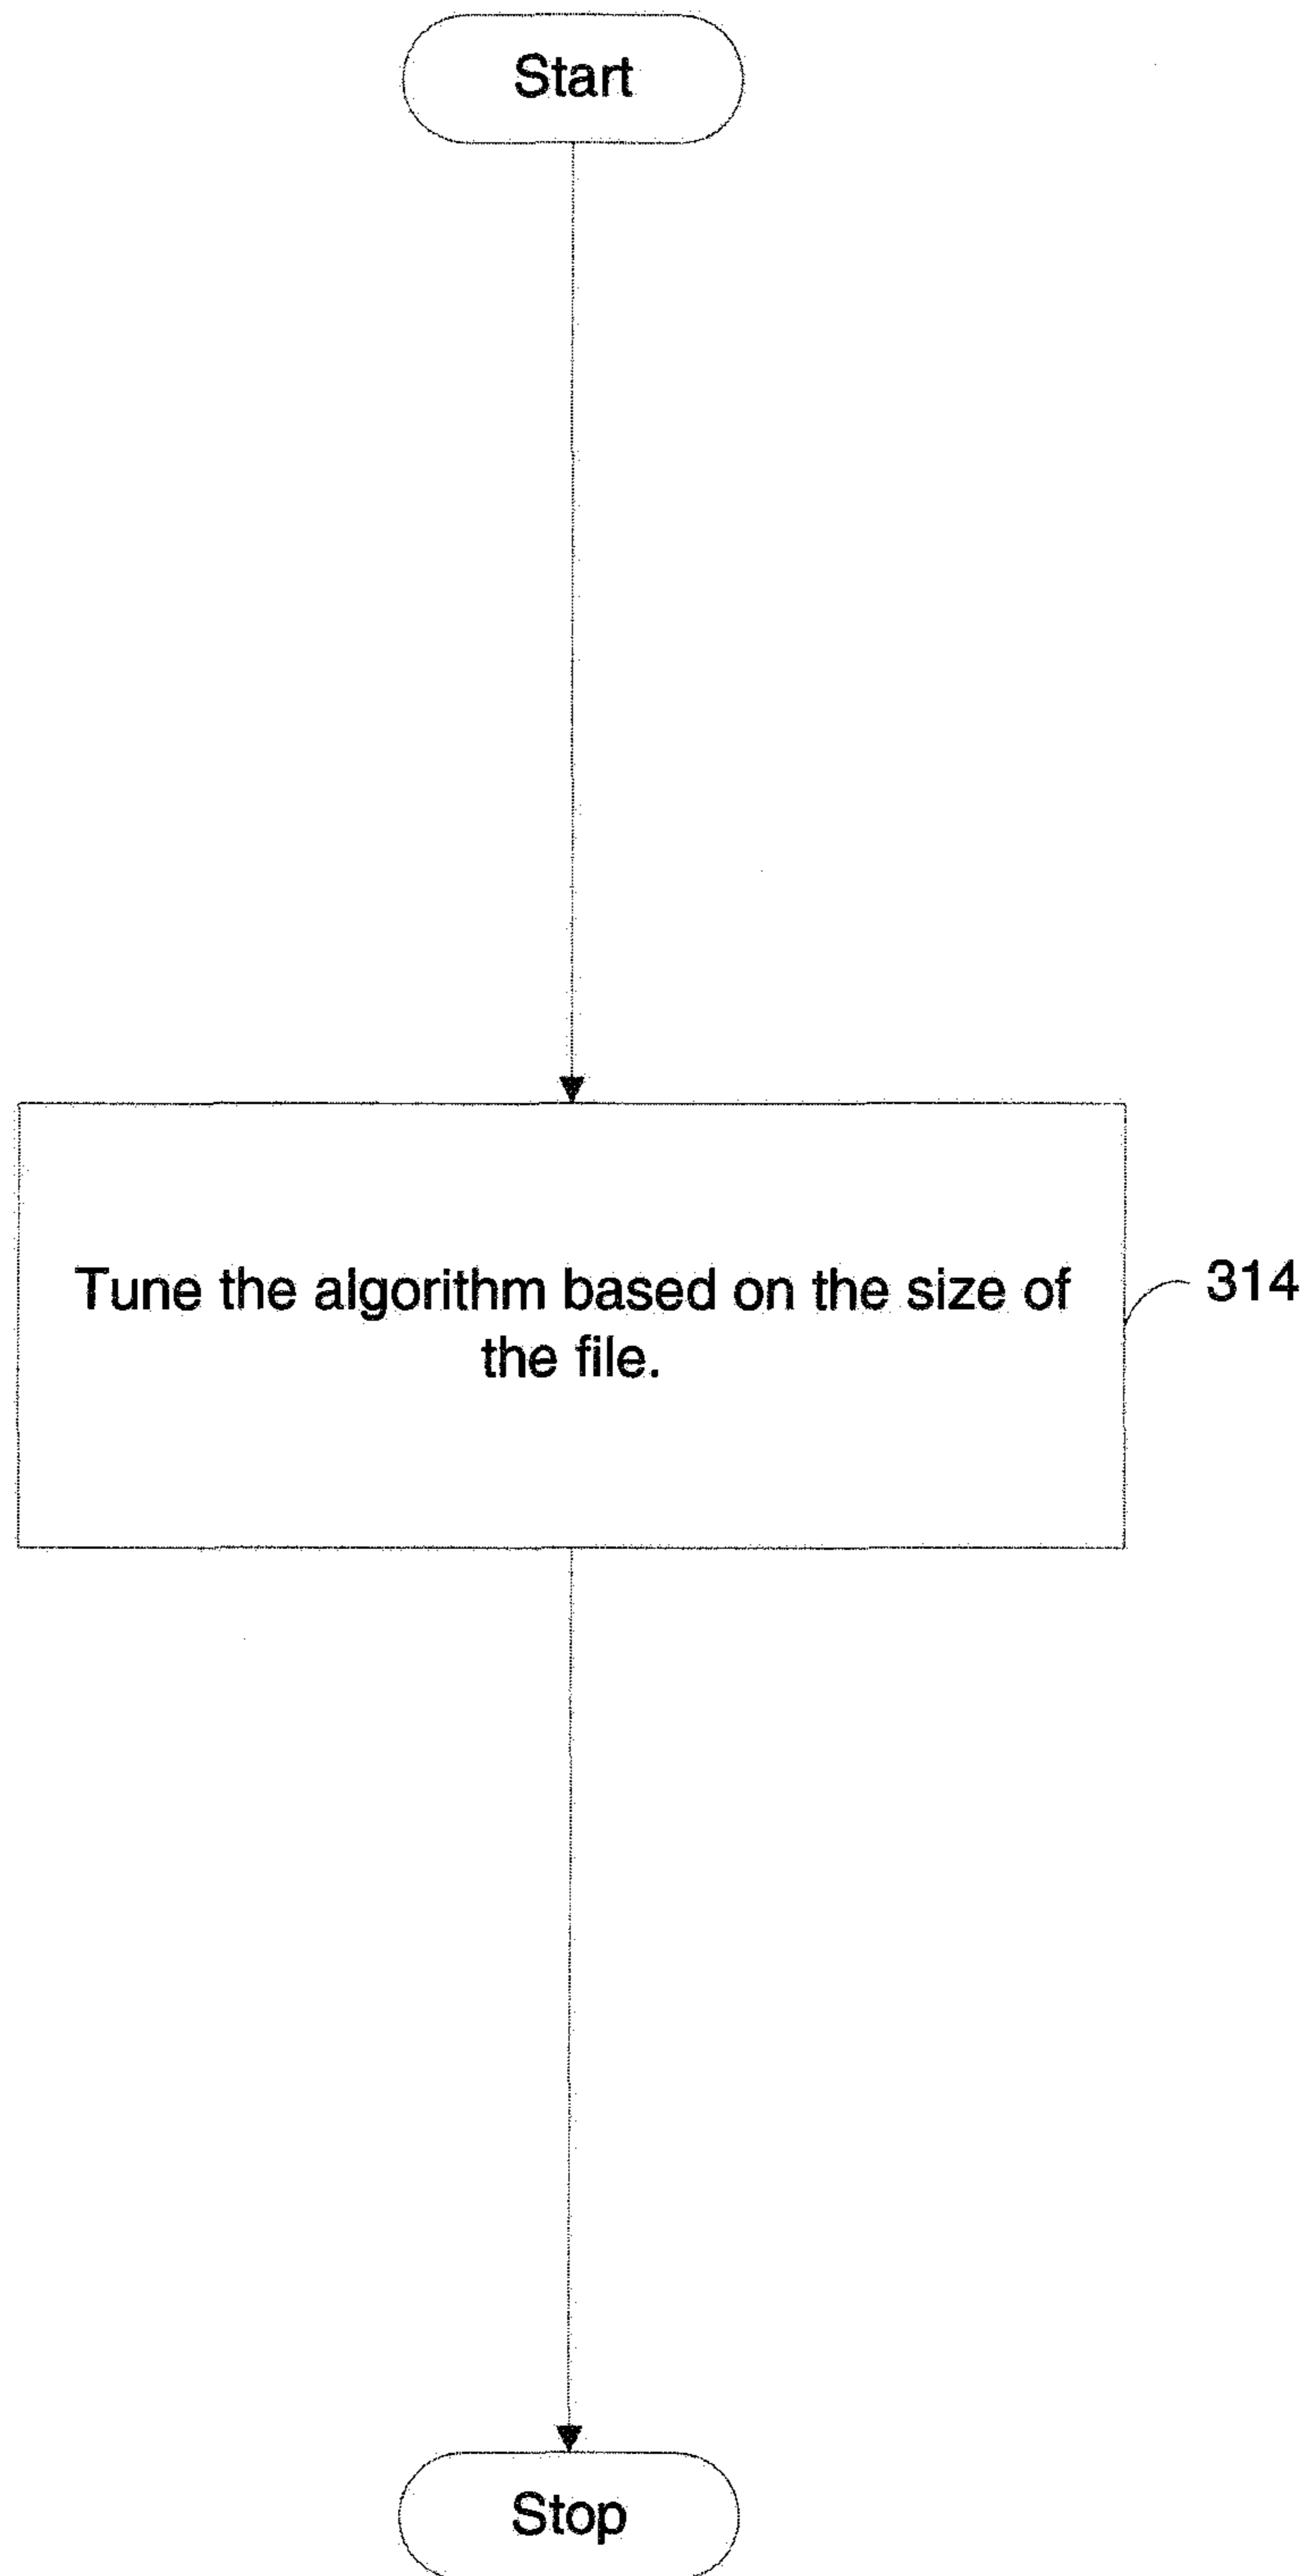 Start
Tune the algorithm based on the size of
the file.
314
Stop